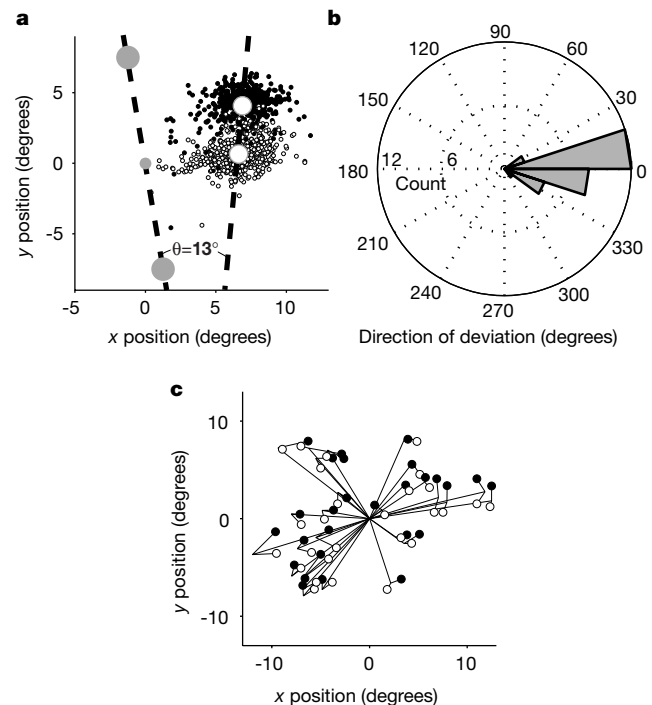 a
5
0
-5
-5
0
5
10
y position (degrees)
x position (degrees)
θ=13°
b
90
120
60
150
30
180
12
6
0
Count
210
330
240
300
270
Direction of deviation (degrees)
c
10
0
-10
-10
0
10
y position (degrees)
x position (degrees)